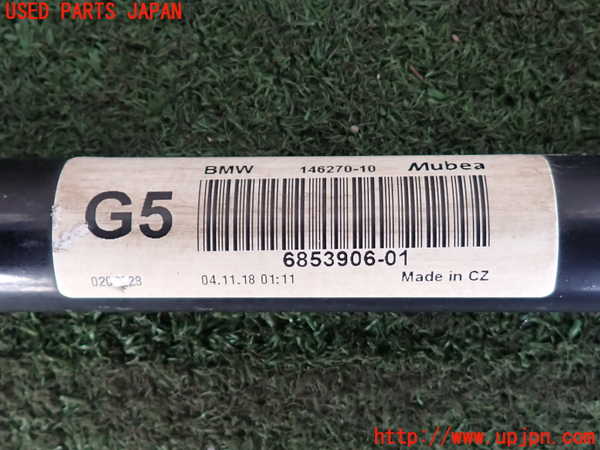 USED PARTS JAPAN
BMW 146270-10 Mubea
G5
6853906-01
04.11.18 01:11 Made in CZ
http://www.upjpn.com